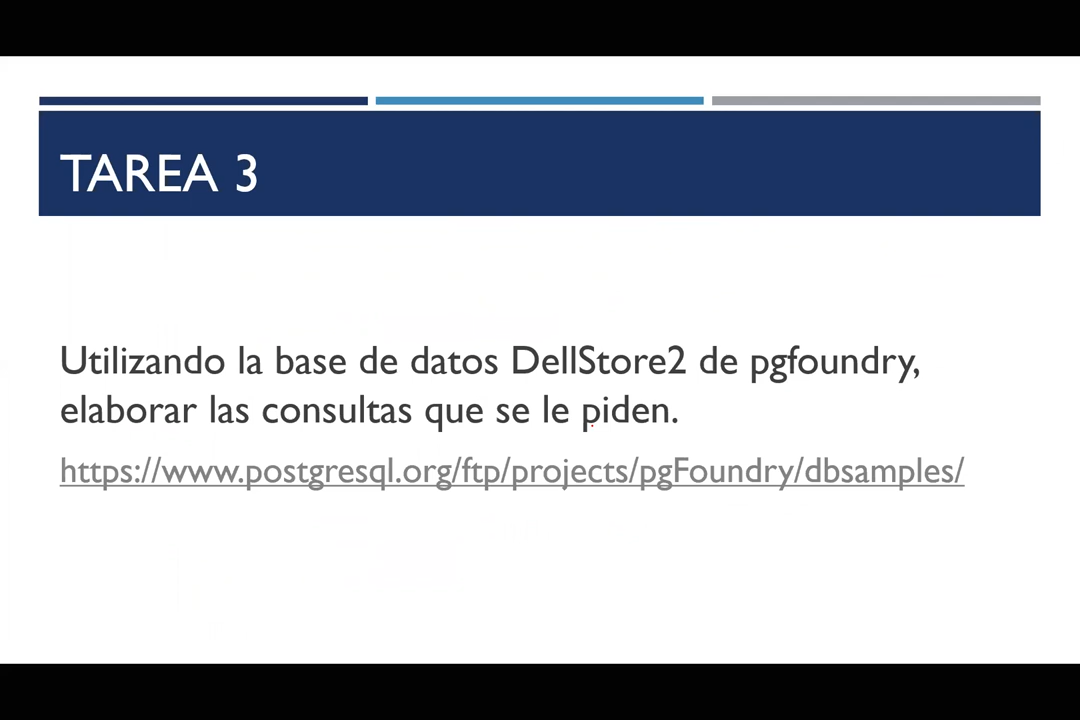 TAREA 3
Utilizando la base de datos DellStore2 de pgfoundry,
elaborar las consultas que se le piden.
https://www.postgresql.org/ftp/projects/pgFoundry/dbsamples/